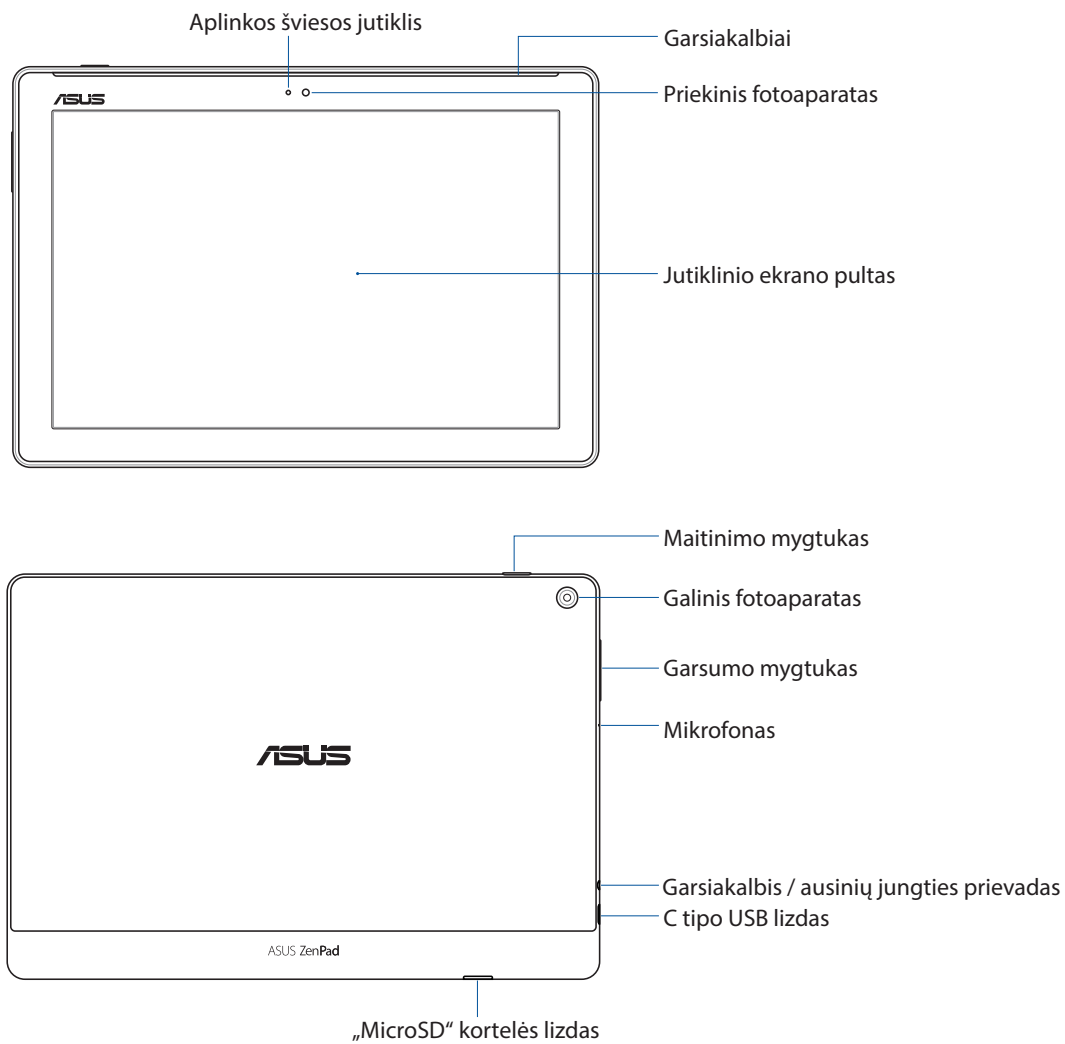 Aplinkos šviesos jutiklis
Garsiakalbiai
Priekinis fotoaparatas
ASUS
Jutiklinio ekrano pultas
Maitinimo mygtukas
Galinis fotoaparatas
Garsumo mygtukas
Mikrofonas
ASUS
Garsiakalbis / ausinių jungties prievadas
C tipo USB lizdas
ASUS ZenPad
„MicroSD“ kortelės lizdas